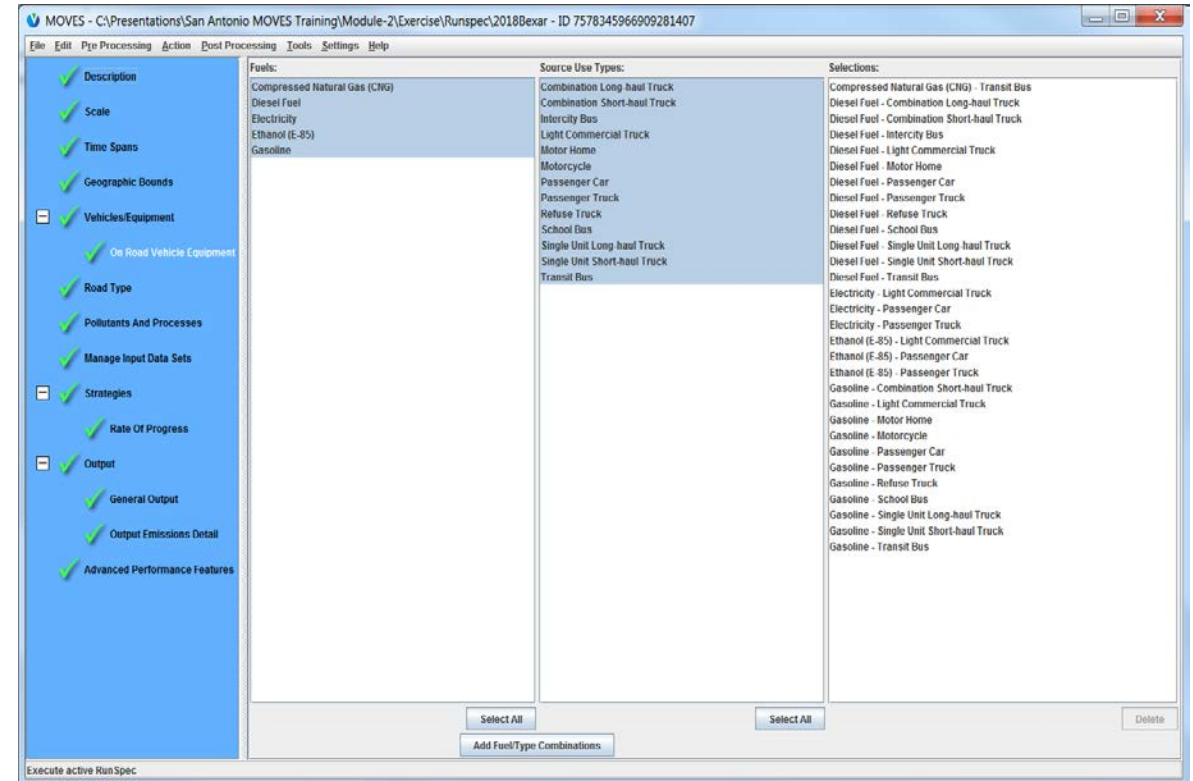 MOVES - C:\Presentations\San Antonio MOVES Training\Module-2\Exercise\Runspec\2018Bexar - ID 7578345966909281407
File Edit Pre Processing Action Post Processing Tools Settings Help
Description
Scale
Time Spans
Geographic Bounds
Vehicles/Equipment
On Road Vehicle Equipment
Road Type
Pollutants And Processes
Manage Input Data Sets
Strategies
Rate Of Progress
Output
General Output
Output Emissions Detail
Advanced Performance Features
Fuels:
Compressed Natural Gas (CNG)
Diesel Fuel
Electricity
Ethanol (E-85)
Gasoline
Select All
Source Use Types:
Combination Long-haul Truck
Combination Short-haul Truck
Intercity Bus
Light Commercial Truck
Motor Home
Motorcycle
Passenger Car
Passenger Truck
Refuse Truck
School Bus
Single Unit Long-haul Truck
Single Unit Short-haul Truck
Transit Bus
Select All
Selections:
Compressed Natural Gas (CNG) - Transit Bus
Diesel Fuel - Combination Long-haul Truck
Diesel Fuel - Combination Short-haul Truck
Diesel Fuel - Intercity Bus
Diesel Fuel - Light Commercial Truck
Diesel Fuel - Motor Home
Diesel Fuel - Passenger Car
Diesel Fuel - Passenger Truck
Diesel Fuel - Refuse Truck
Diesel Fuel - School Bus
Diesel Fuel - Single Unit Long-haul Truck
Diesel Fuel - Single Unit Short-haul Truck
Diesel Fuel - Transit Bus
Electricity - Light Commercial Truck
Electricity - Passenger Car
Electricity - Passenger Truck
Ethanol (E-85) - Light Commercial Truck
Ethanol (E-85) - Passenger Car
Ethanol (E-85) - Passenger Truck
Gasoline - Combination Short-haul Truck
Gasoline - Light Commercial Truck
Gasoline - Motor Home
Gasoline - Motorcycle
Gasoline - Passenger Car
Gasoline - Passenger Truck
Gasoline - Refuse Truck
Gasoline - School Bus
Gasoline - Single Unit Long-haul Truck
Gasoline - Single Unit Short-haul Truck
Gasoline - Transit Bus
Delete
Add Fuel/Type Combinations
Execute active RunSpec